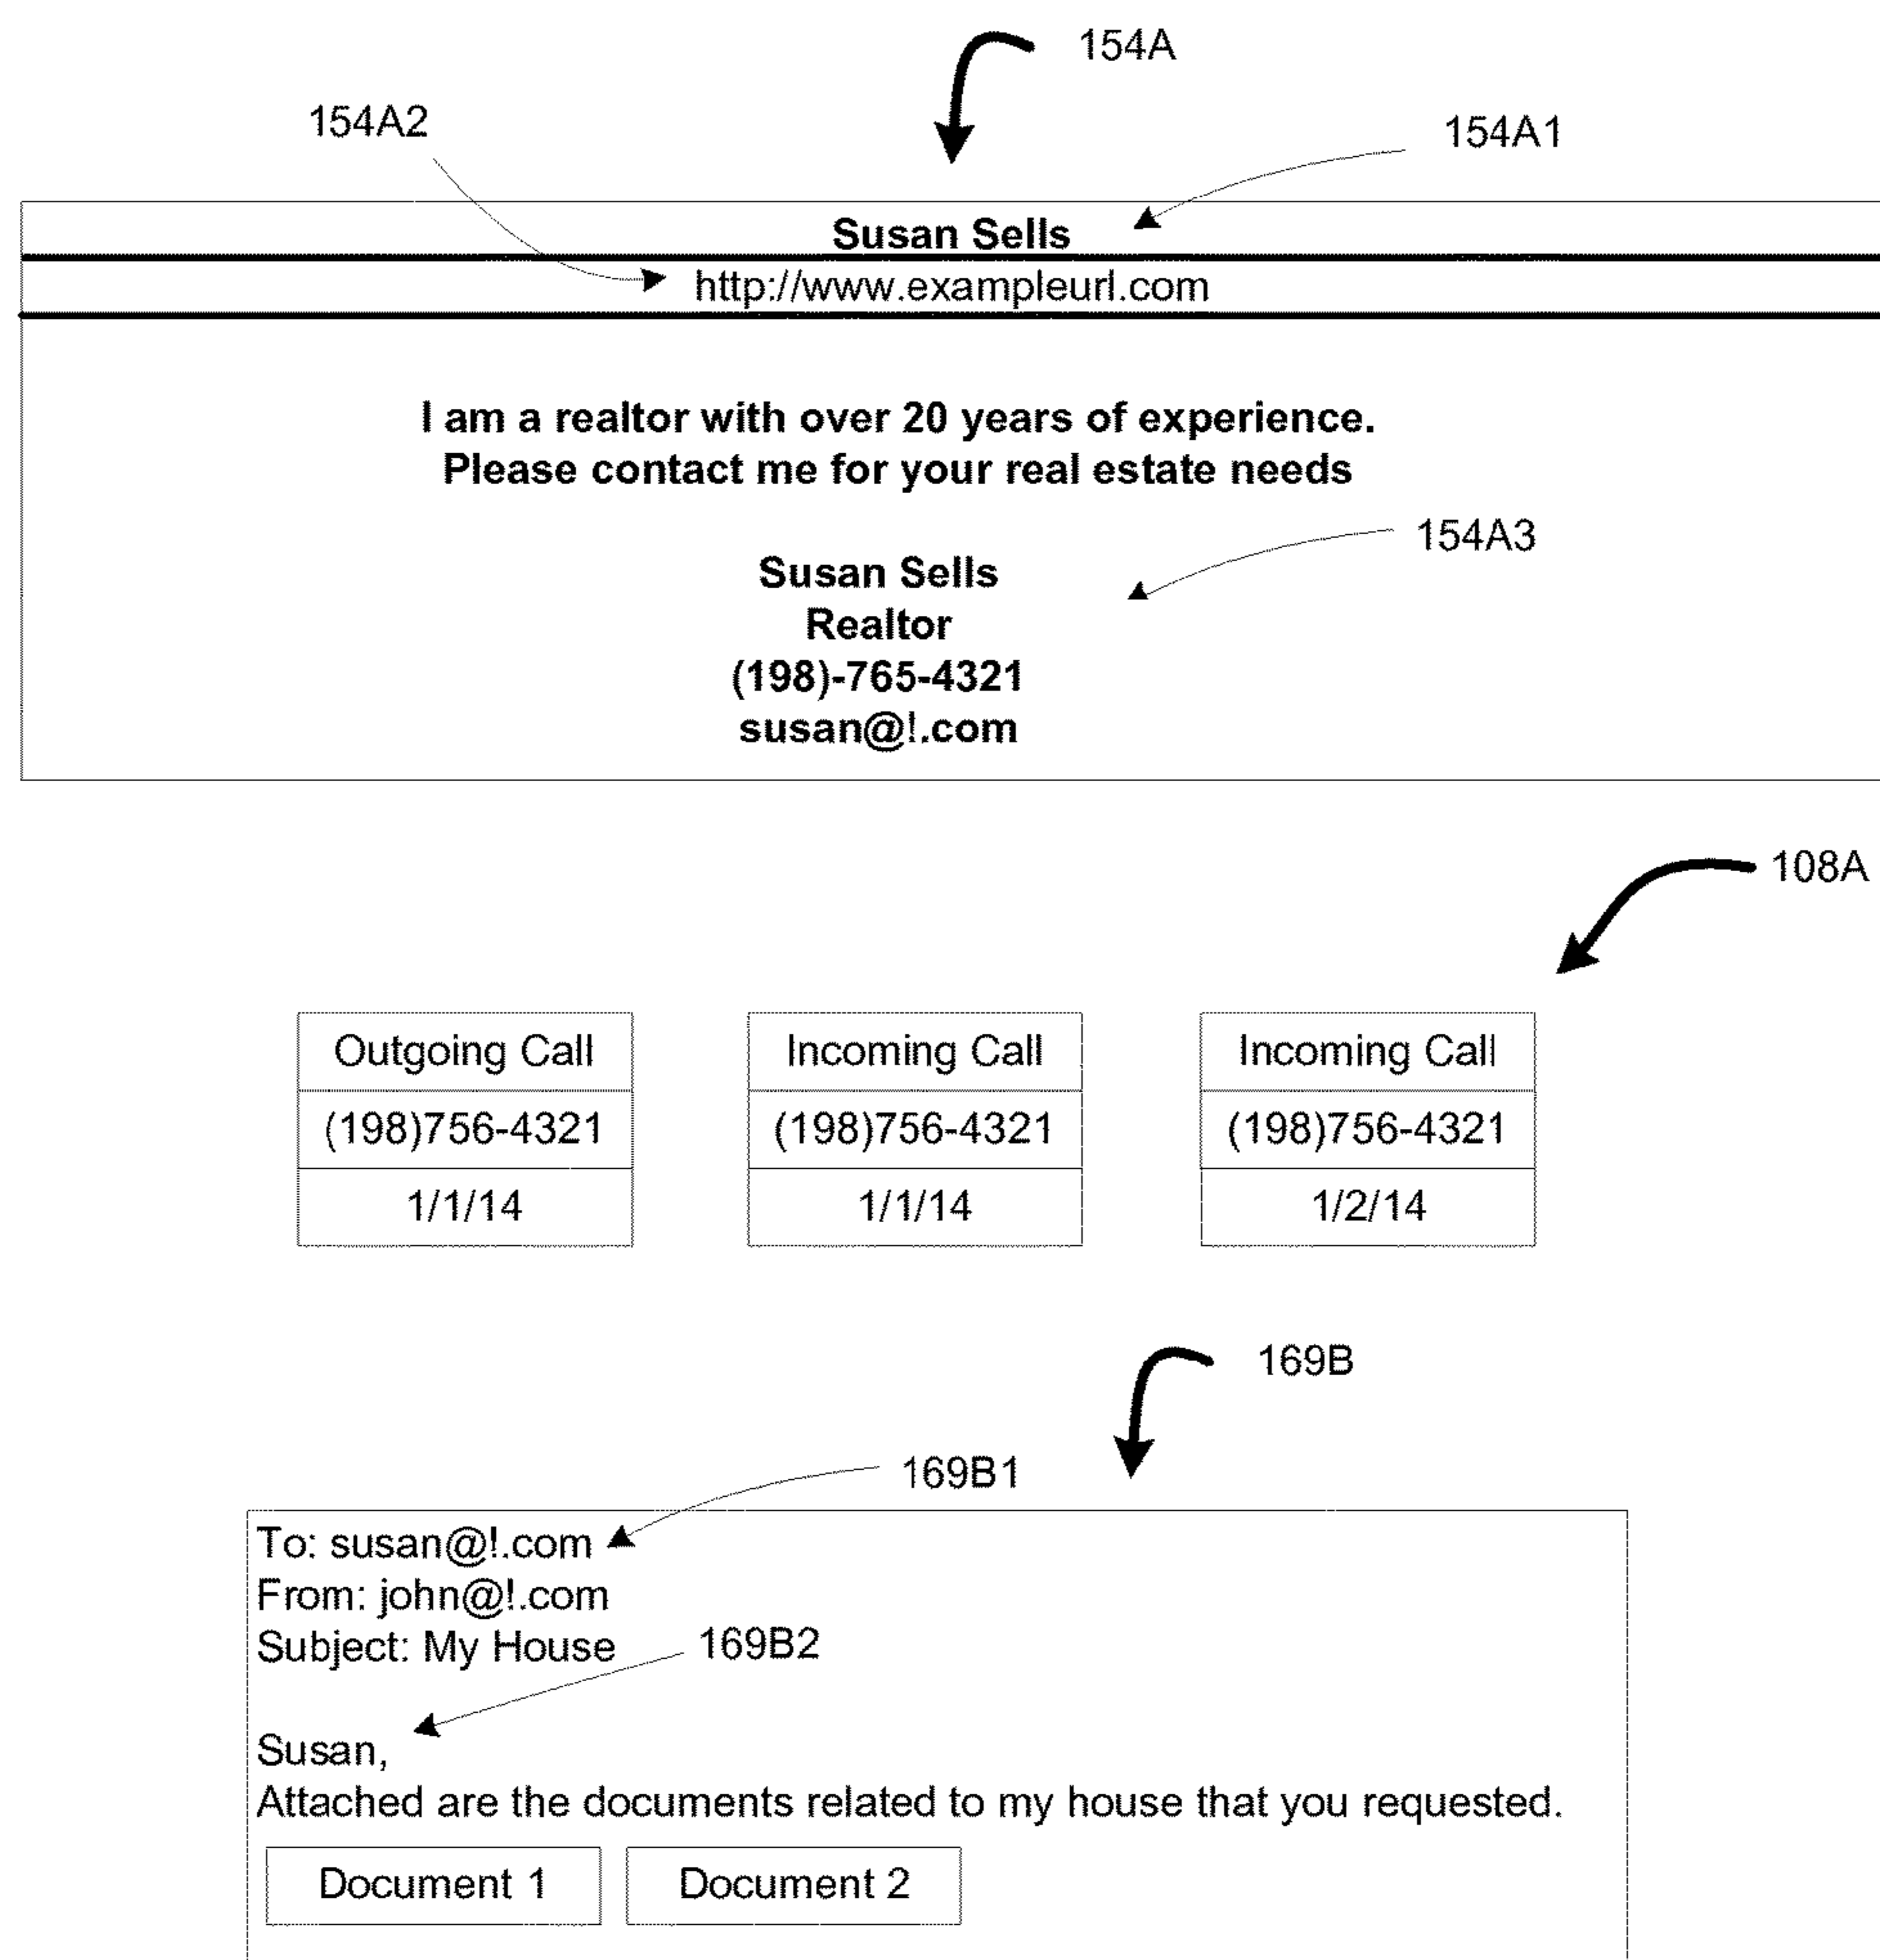 154A
154A2
154A1
Susan Sells
http://www.exampleurl.com
I am a realtor with over 20 years of experience.
Please contact me for your real estate needs
154A3
Susan Sells
Realtor
(198)-765-4321
susan@!.com
108A
Outgoing Call
(198)756-4321
1/1/14
Incoming Call
(198)756-4321
1/1/14
Incoming Call
(198)756-4321
1/2/14
169B
169B1
To: susan@!.com
From: john@!.com
Subject: My House
169B2
Susan,
Attached are the documents related to my house that you requested.
Document 1
Document 2